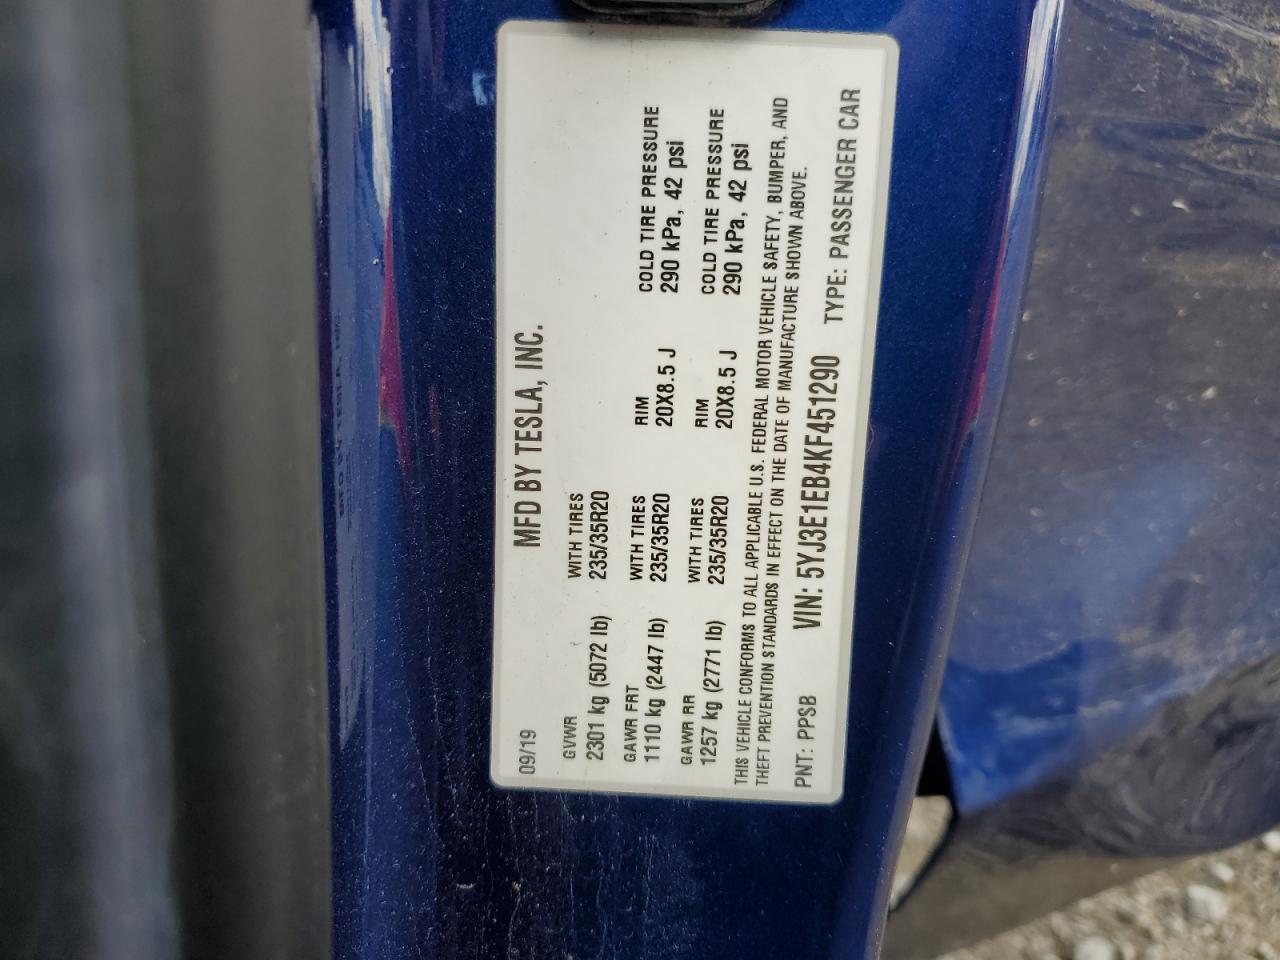 09/19 MFD BY TESLA, INC.
GVWR WITH TIRES
2301 kg (5072 lb) 235/35R20
GAWR FRT WITH TIRES RIM COLD TIRE PRESSURE
1110 kg (2447 lb) 235/35R20 20X8.5 J 290 kPa, 42 psi
GAWR RR WITH TIRES RIM COLD TIRE PRESSURE
1257 kg (2771 lb) 235/35R20 20X8.5 J 290 kPa, 42 psi
THIS VEHICLE CONFORMS TO ALL APPLICABLE U.S. FEDERAL MOTOR VEHICLE SAFETY, BUMPER, AND
THEFT PREVENTION STANDARDS IN EFFECT ON THE DATE OF MANUFACTURE SHOWN ABOVE.
PNT: PPSB VIN: 5YJ3E1EB4KF451290 TYPE: PASSENGER CAR